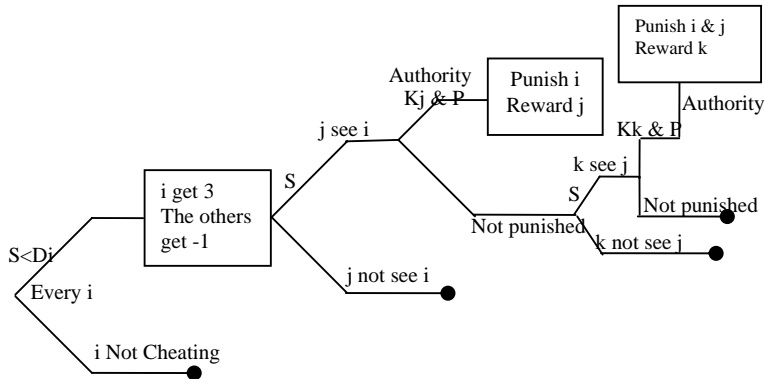 Punish i & j
Reward k
Authority
Kj & P
Punish i
Reward j
Authority
Kk & P
j see i
k see j
S
S
i get 3
The others
get -1
Not punished
Not punished
k not see j
S<Di
j not see i
Every i
i Not Cheating